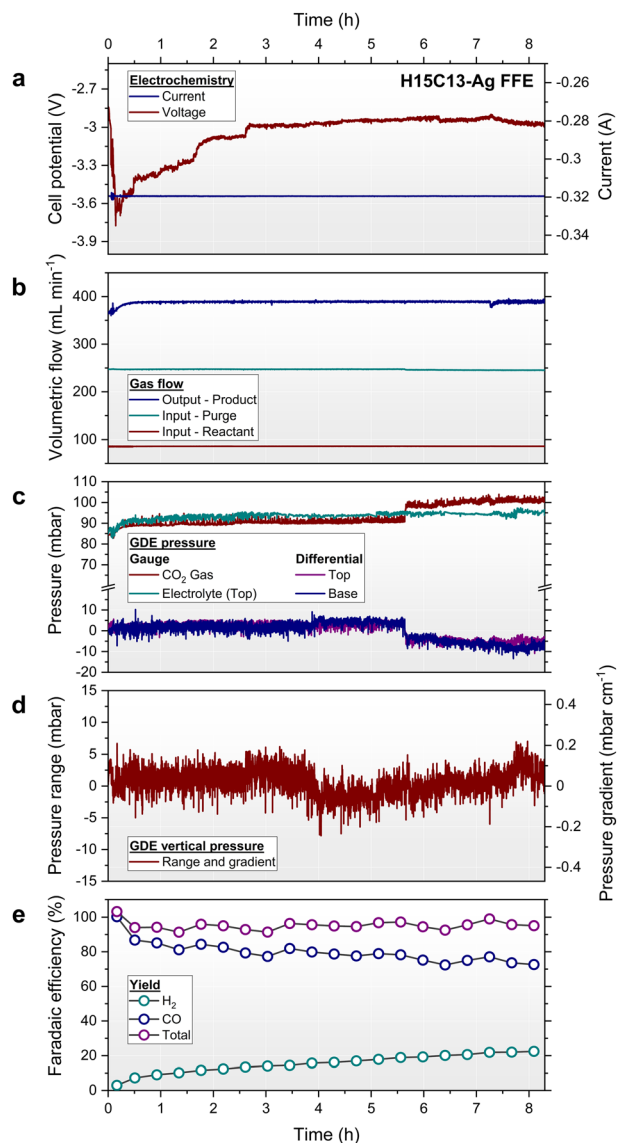 Time (h)
0 1 2 3 4 5 6 7 8
a
Electrochemistry
Current
Voltage
H15C13-Ag FFE
Cell potential (V)
-2.7
-3
-3.3
-3.6
-3.9
-0.26
-0.28
-0.3
-0.32
-0.34
Current (A)
b
Volumetric flow (mL min⁻¹)
400
300
200
100
Gas flow
Output - Product
Input - Purge
Input - Reactant
c
Pressure (mbar)
110
100
90
80
70
10
0
-10
-20
GDE pressure
Gauge Differential
CO₂ Gas Top
Electrolyte (Top) Base
d
Pressure range (mbar)
15
10
5
0
-5
-10
-15
0.4
0.2
0
-0.2
-0.4
Pressure gradient (mbar cm⁻¹)
GDE vertical pressure
Range and gradient
e
Faradaic efficiency (%)
100
80
60
40
20
0
Yield
H₂
CO
Total
0 1 2 3 4 5 6 7 8
Time (h)